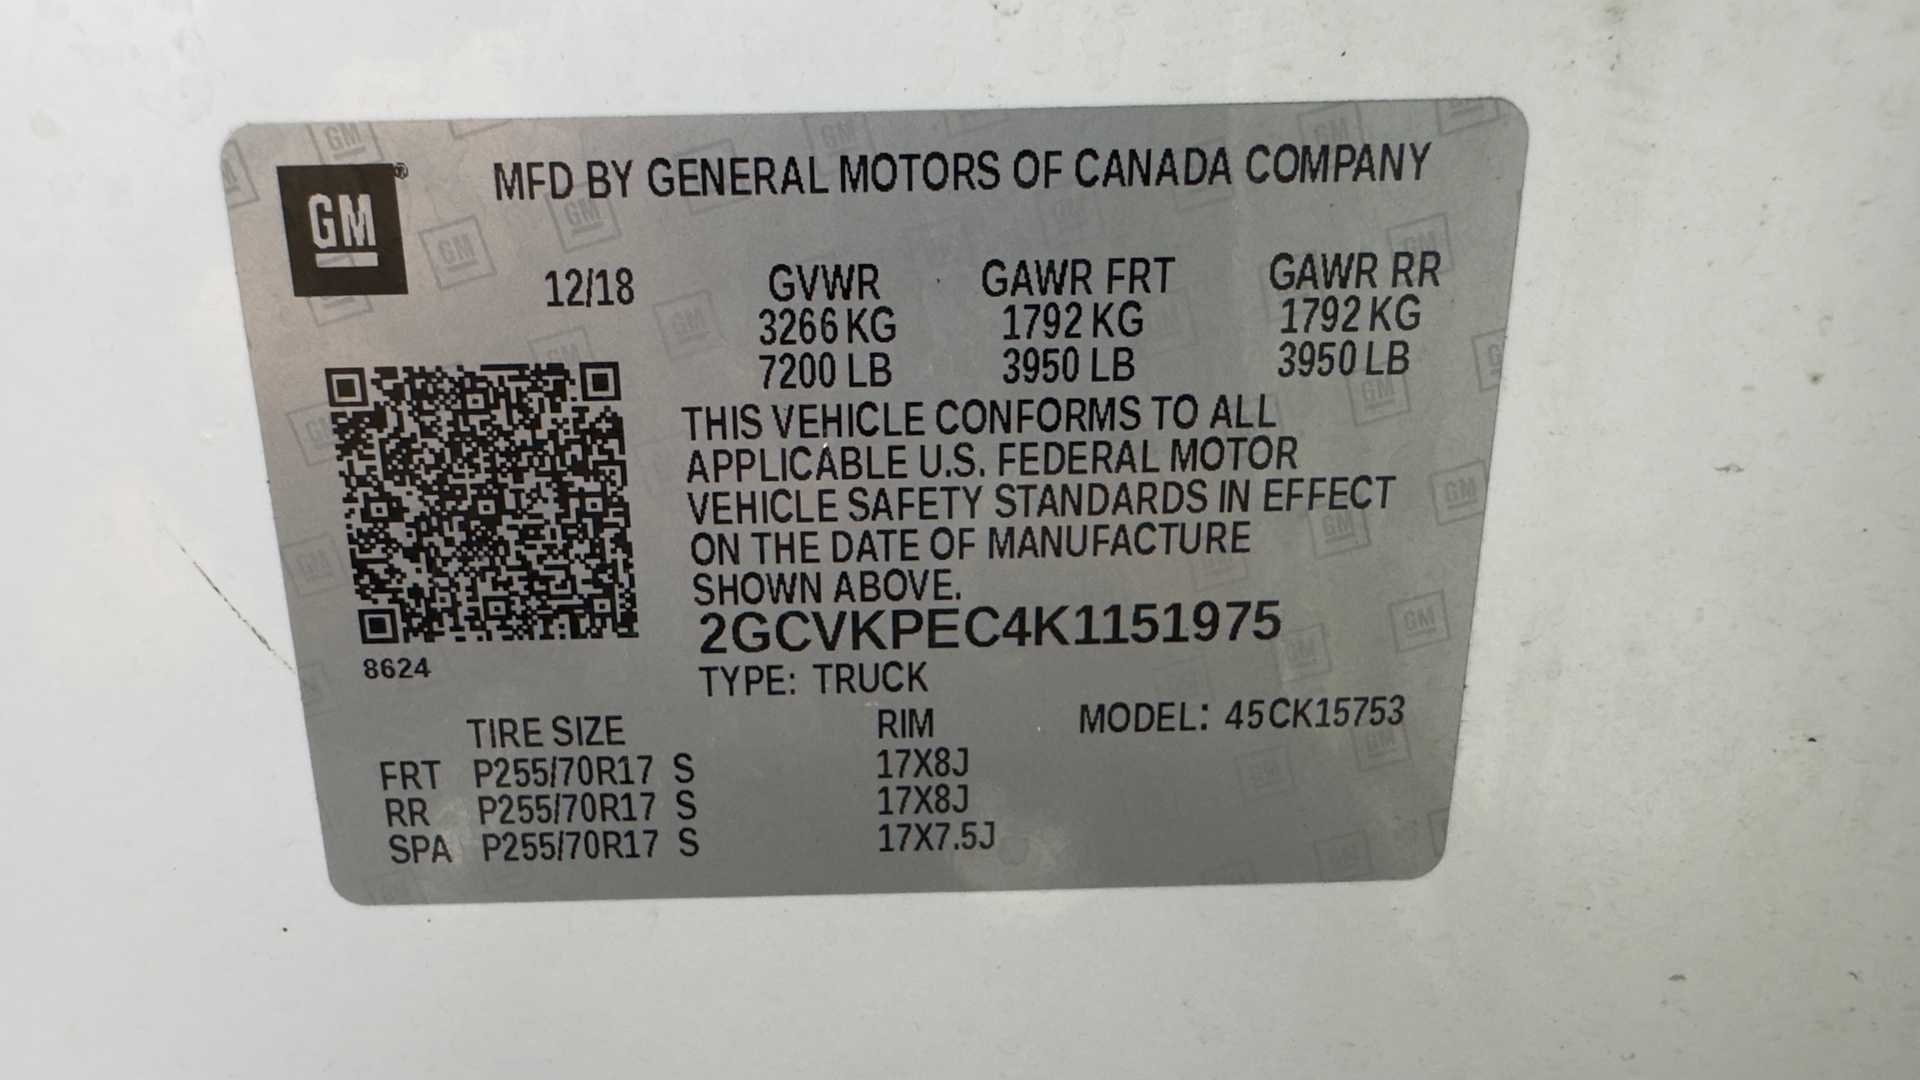 GM®
MFD BY GENERAL MOTORS OF CANADA COMPANY
12/18 GVWR GAWR FRT GAWR RR
3266 KG 1792 KG 1792 KG
7200 LB 3950 LB 3950 LB
THIS VEHICLE CONFORMS TO ALL
APPLICABLE U.S. FEDERAL MOTOR
VEHICLE SAFETY STANDARDS IN EFFECT
ON THE DATE OF MANUFACTURE
SHOWN ABOVE.
2GCVKPEC4K1151975
8624
TYPE: TRUCK
TIRE SIZE RIM MODEL: 45CK15753
FRT P255/70R17 S 17X8J
RR P255/70R17 S 17X8J
SPA P255/70R17 S 17X7.5J